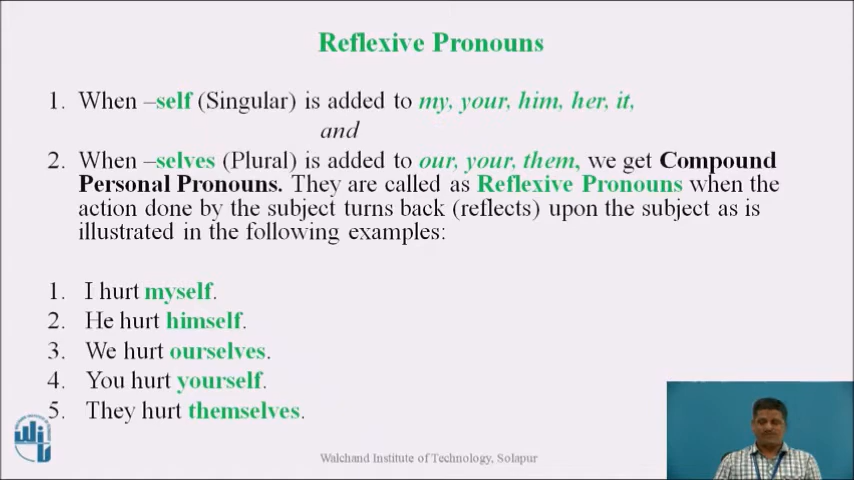 Reflexive Pronouns
1. When –self (Singular) is added to my, your, him, her, it,
and
2. When –selves (Plural) is added to our, your, them, we get Compound
Personal Pronouns. They are called as Reflexive Pronouns when the
action done by the subject turns back (reflects) upon the subject as is
illustrated in the following examples:
1. I hurt myself.
2. He hurt himself.
3. We hurt ourselves.
4. You hurt yourself.
5. They hurt themselves.
Walchand Institute of Technology, Solapur